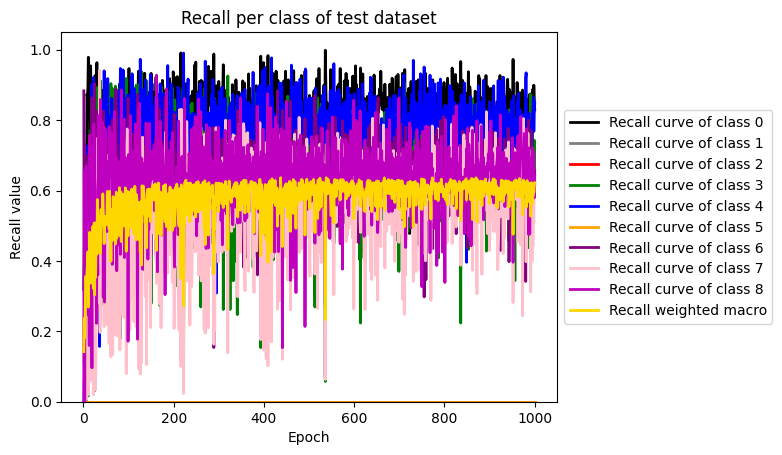 Recall per class of test dataset
1.0
0.8
0.6
0.4
0.2
0.0
Recall value
0
200
400
600
800
1000
Epoch
Recall curve of class 0
Recall curve of class 1
Recall curve of class 2
Recall curve of class 3
Recall curve of class 4
Recall curve of class 5
Recall curve of class 6
Recall curve of class 7
Recall curve of class 8
Recall weighted macro